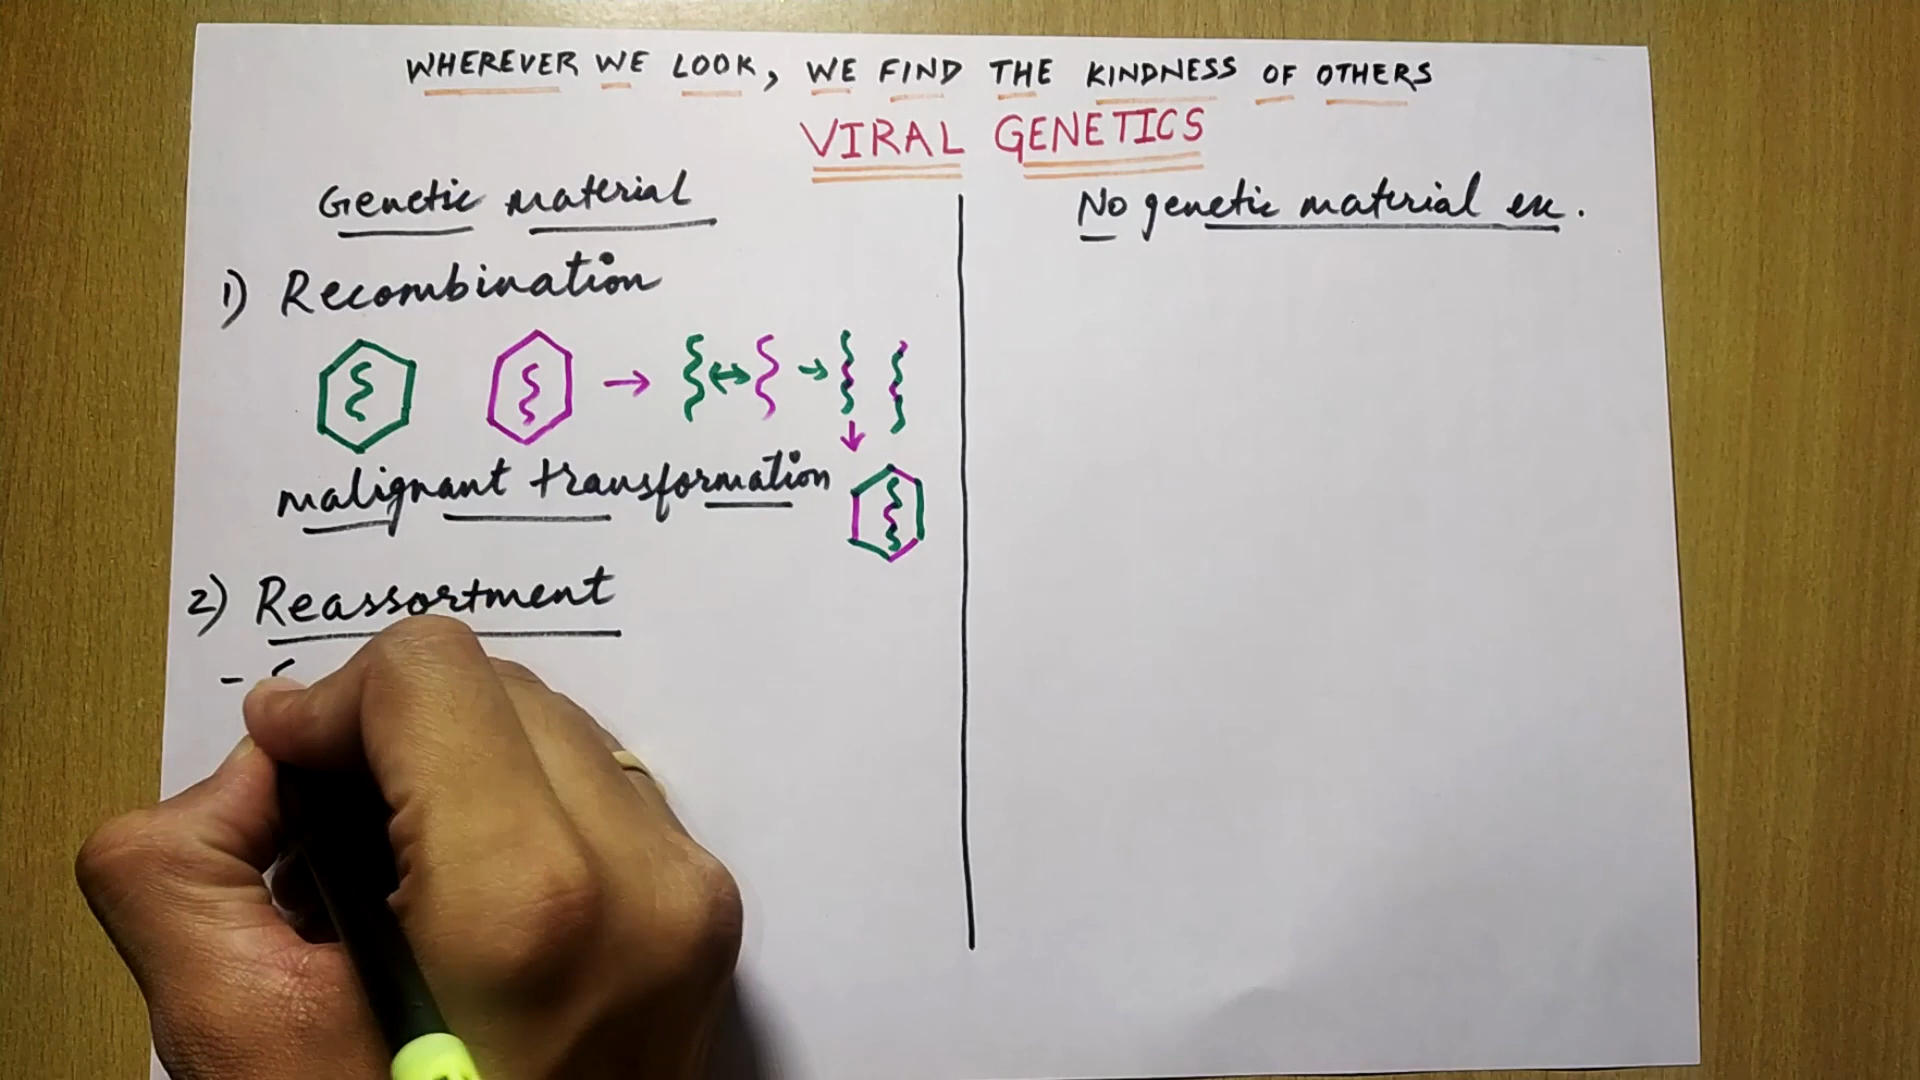 WHEREVER WE LOOK, WE FIND THE KINDNESS OF OTHERS
VIRAL GENETICS
Genetic material
1) Recombination
malignant transformation
2) Reassortment
-
No genetic material ex.